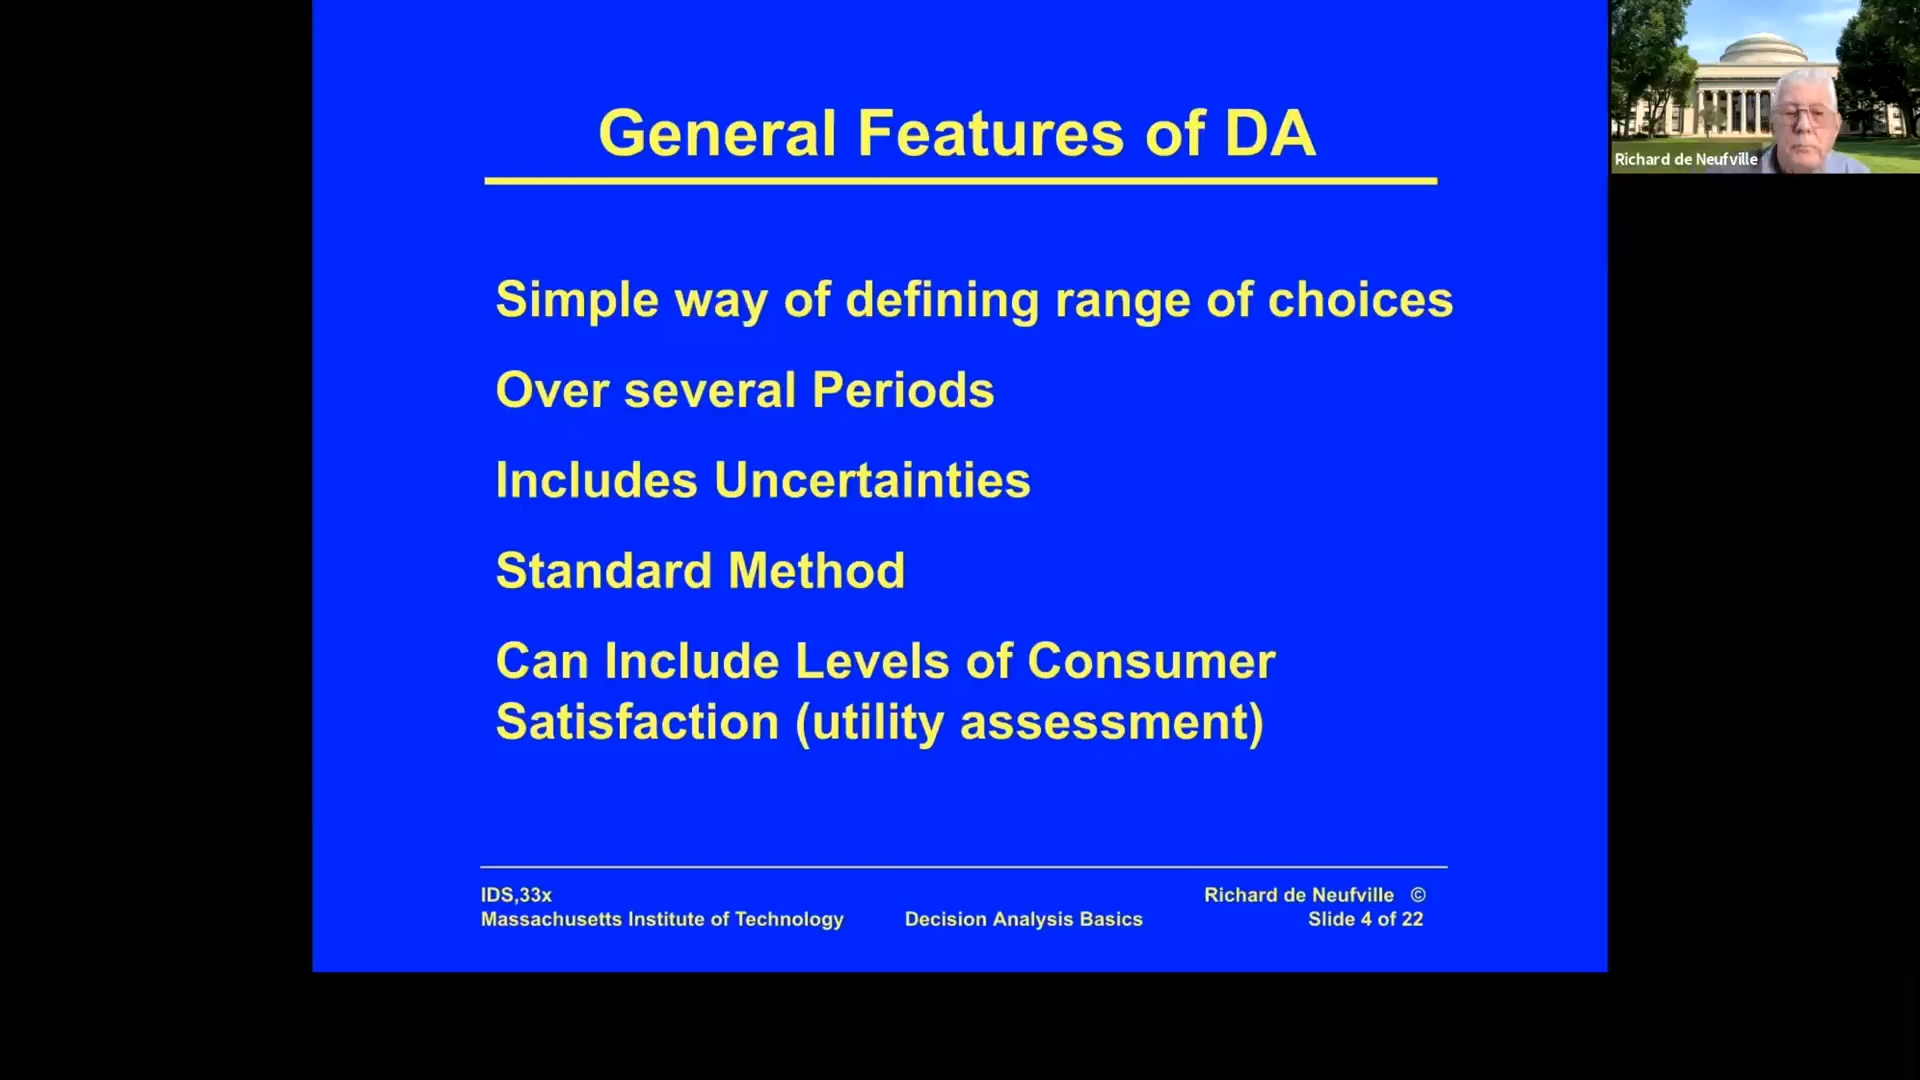 General Features of DA
Richard de Neufville
Simple way of defining range of choices
Over several Periods
Includes Uncertainties
Standard Method
Can Include Levels of Consumer
Satisfaction (utility assessment)
IDS,33x
Richard de Neufville ©
Massachusetts Institute of Technology
Decision Analysis Basics
Slide 4 of 22